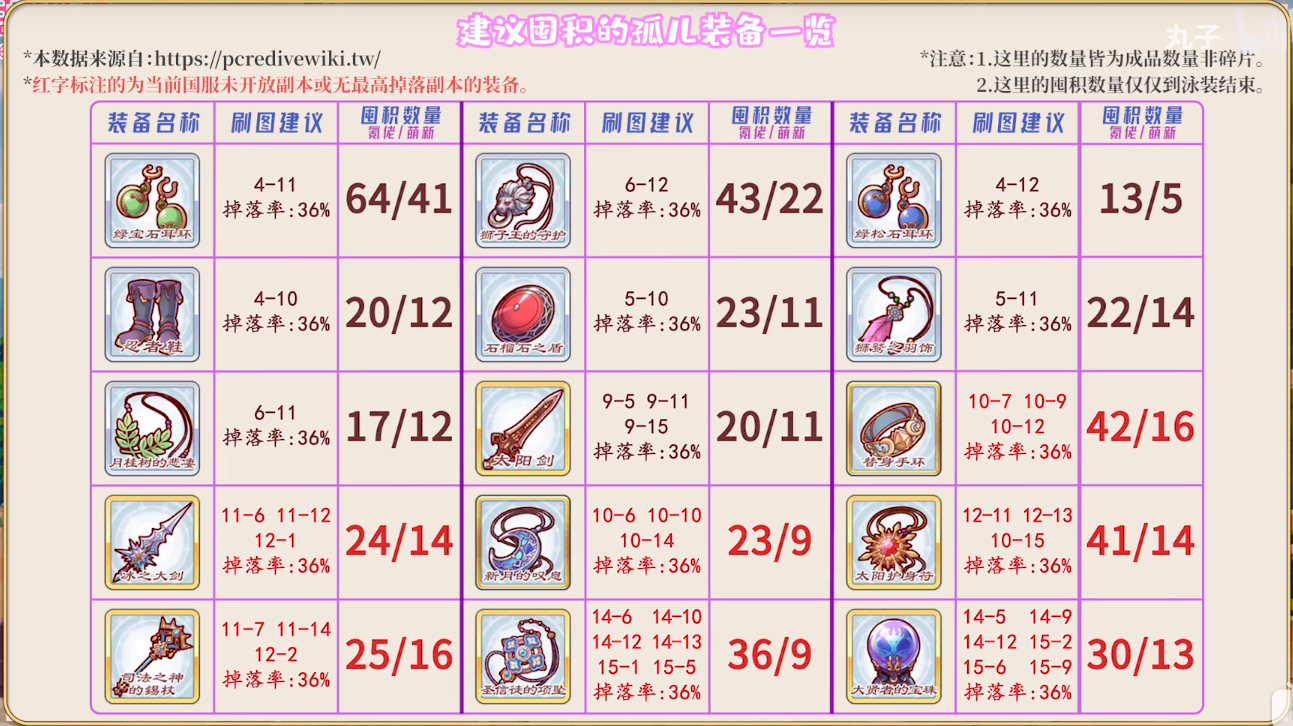 建议囤积的孤儿装备一览
丸子
*本数据来源自:https://pcredivewiki.tw/
*红字标注的为当前国服未开放副本或无最高掉落副本的装备。
*注意:1.这里的数量皆为成品数量非碎片。
2.这里的囤积数量仅仅到泳装结束。
装备名称 刷图建议 囤积数量 装备名称 刷图建议 囤积数量 装备名称 刷图建议 囤积数量
氪佬/萌新 氪佬/萌新 氪佬/萌新
绿宝石耳环
4-11
掉落率:36%
64/41
狮子王的守护
6-12
掉落率:36%
43/22
绿松石耳环
4-12
掉落率:36%
13/5
忍者鞋
4-10
掉落率:36%
20/12
石榴石之盾
5-10
掉落率:36%
23/11
狮鹫之羽饰
5-11
掉落率:36%
22/14
月桂树的悲凄
6-11
掉落率:36%
17/12
太阳剑
9-5 9-11
9-15
掉落率:36%
20/11
替身手环
10-7 10-9
10-12
掉落率:36%
42/16
冰之大剑
11-6 11-12
12-1
掉落率:36%
24/14
新月的叹息
10-6 10-10
10-14
掉落率:36%
23/9
太阳护身符
12-11 12-13
10-15
掉落率:36%
41/14
司法之神
的錫杖
11-7 11-14
12-2
掉落率:36%
25/16
圣信徒的项坠
14-6 14-10
14-12 14-13
15-1 15-5
掉落率:36%
36/9
大贤者的宝珠
14-5 14-9
14-12 15-2
15-6 15-9
掉落率:36%
30/13